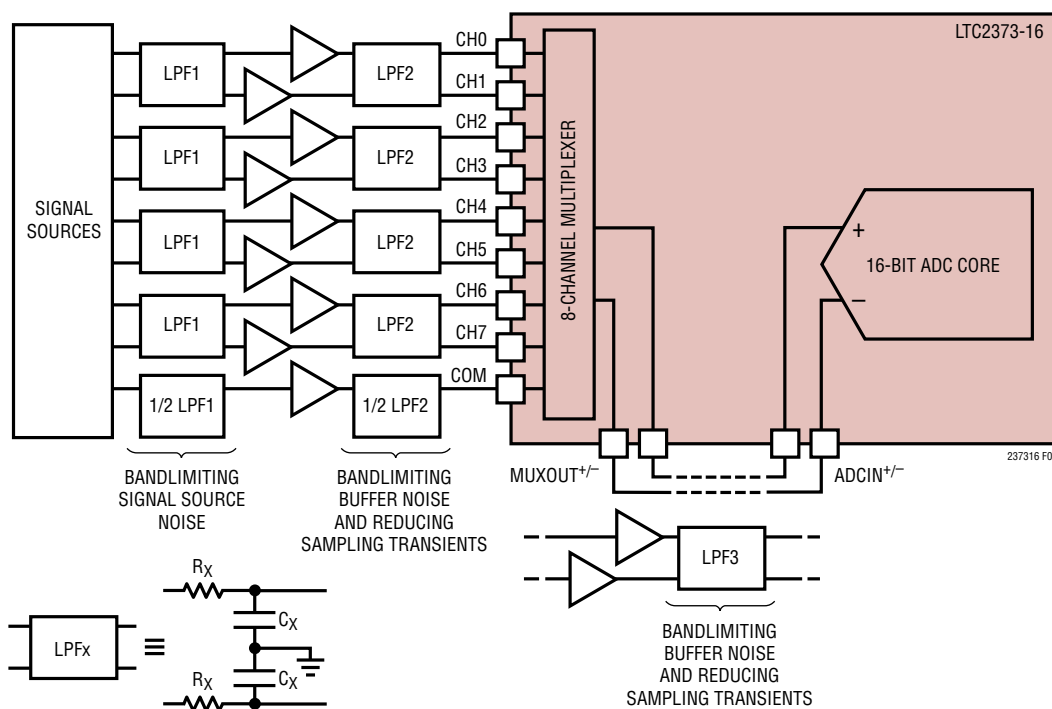 LTC2373-16
SIGNAL
SOURCES
LPF1
LPF1
LPF1
LPF1
1/2 LPF1
LPF2
LPF2
LPF2
LPF2
1/2 LPF2
CH0
CH1
CH2
CH3
CH4
CH5
CH6
CH7
COM
8-CHANNEL MULTIPLEXER
+
–
16-BIT ADC CORE
237316 F0
BANDLIMITING
SIGNAL SOURCE
NOISE
BANDLIMITING
BUFFER NOISE
AND REDUCING
SAMPLING TRANSIENTS
MUXOUT+/–
ADCIN+/–
LPF3
BANDLIMITING
BUFFER NOISE
AND REDUCING
SAMPLING TRANSIENTS
LPFx
≡
RX
CX
CX
RX